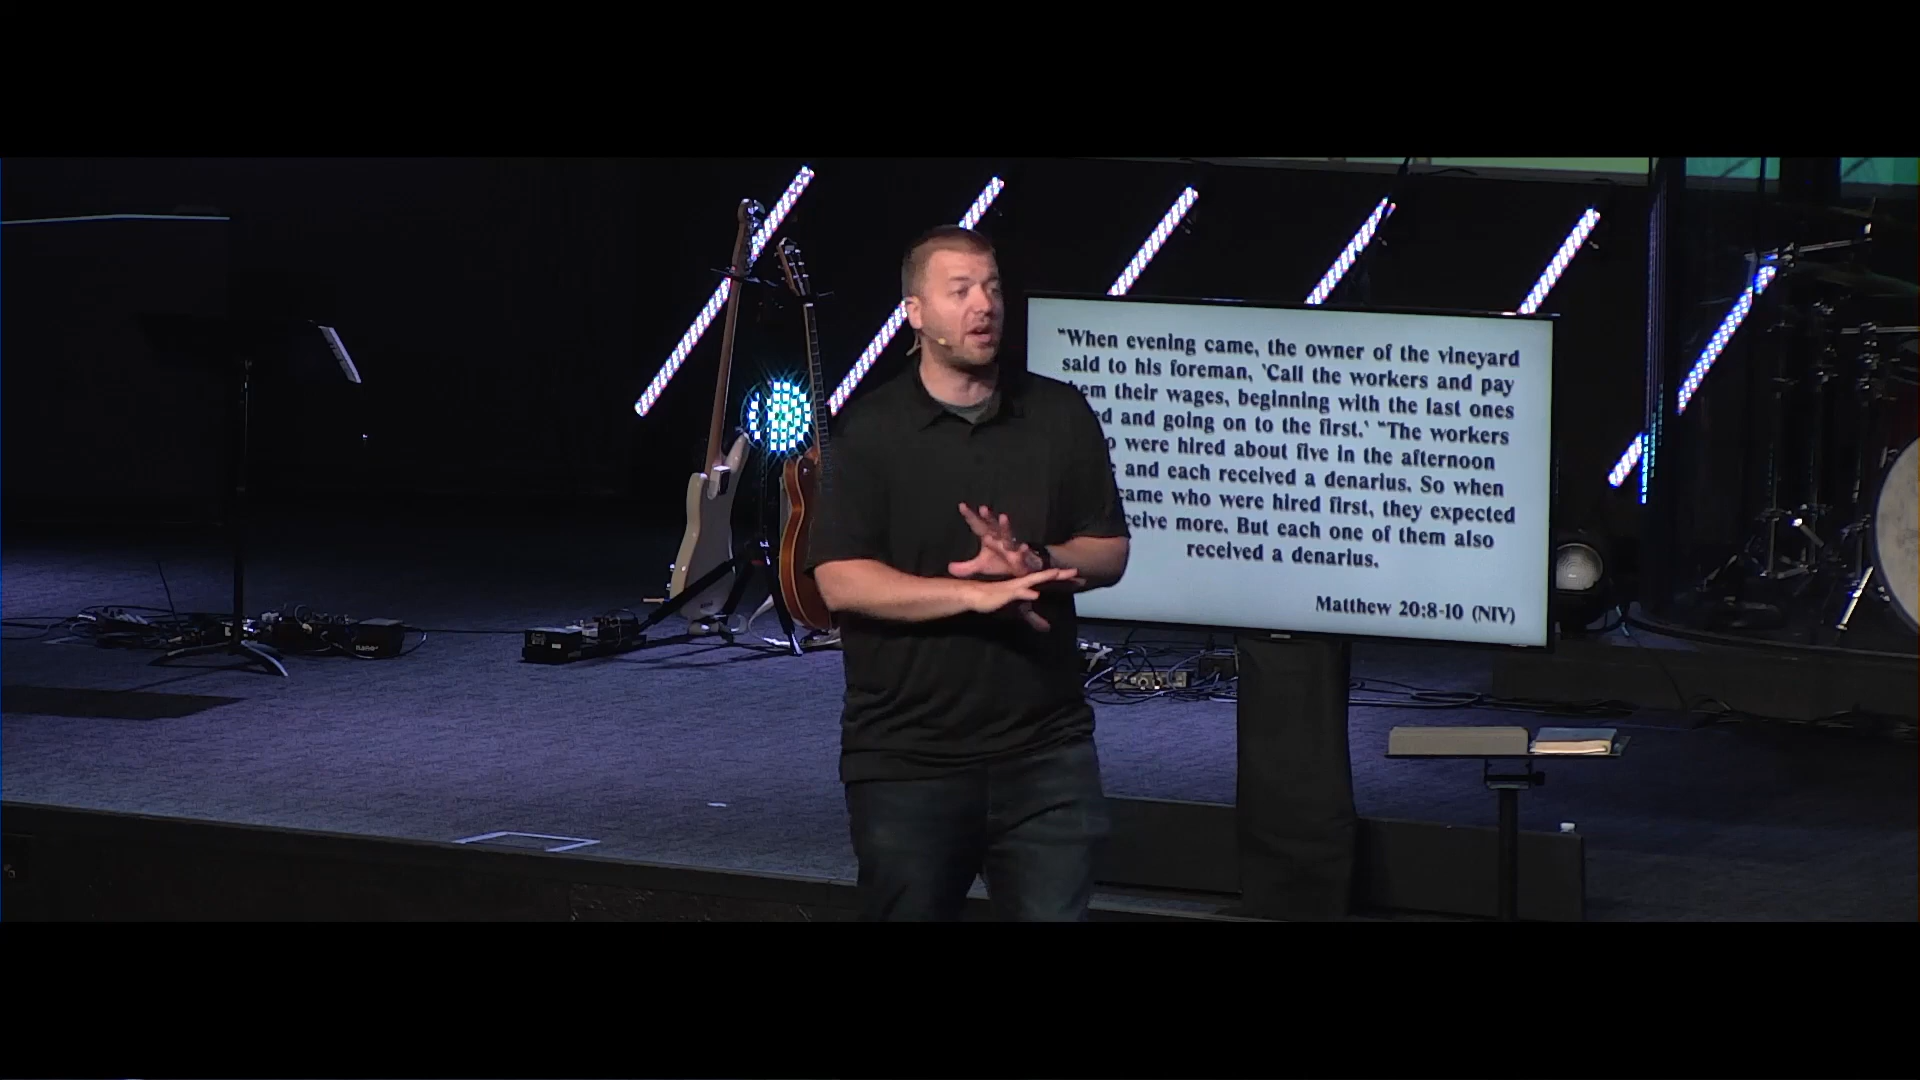 “When evening came, the owner of the vineyard
said to his foreman, ‘Call the workers and pay
em their wages, beginning with the last ones
ed and going on to the first.’ “The workers
o were hired about five in the afternoon
and each received a denarius. So when
came who were hired first, they expected
ceive more. But each one of them also
received a denarius.
Matthew 20:8-10 (NIV)